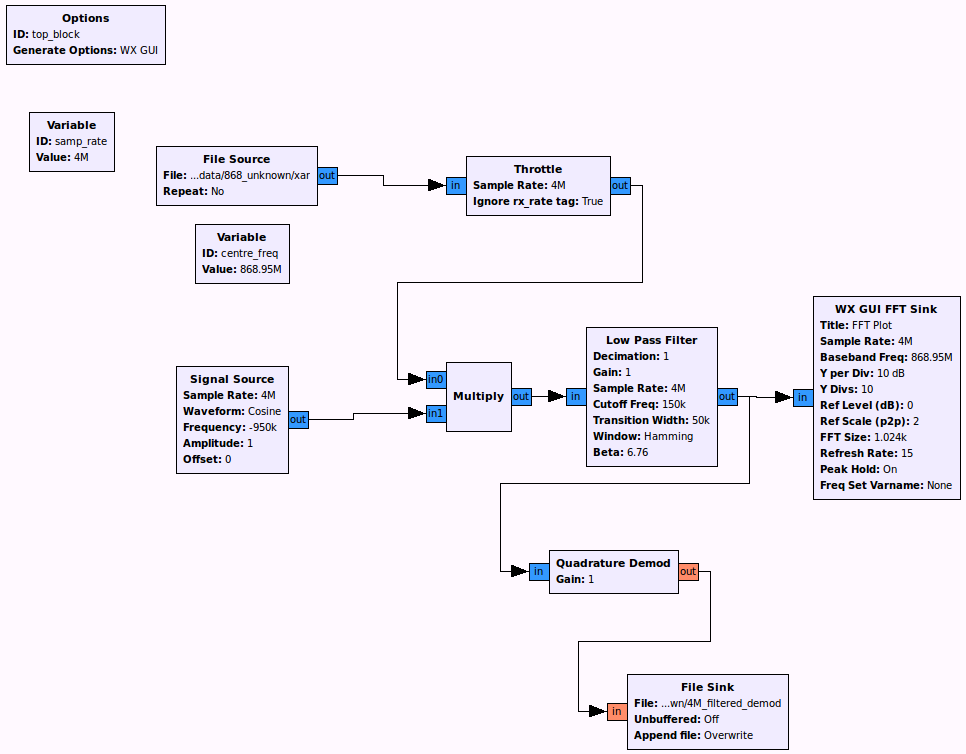 Options
ID: top_block
Generate Options: WX GUI
Variable
ID: samp_rate
Value: 4M
File Source
File: ...data/868_unknown/xar
Repeat: No
out
in
Throttle
Sample Rate: 4M
Ignore rx_rate tag: True
out
Variable
ID: centre_freq
Value: 868.95M
Signal Source
Sample Rate: 4M
Waveform: Cosine
Frequency: -950k
Amplitude: 1
Offset: 0
out
in0
in1
Multiply
out
in
Low Pass Filter
Decimation: 1
Gain: 1
Sample Rate: 4M
Cutoff Freq: 150k
Transition Width: 50k
Window: Hamming
Beta: 6.76
out
in
WX GUI FFT Sink
Title: FFT Plot
Sample Rate: 4M
Baseband Freq: 868.95M
Y per Div: 10 dB
Y Divs: 10
Ref Level (dB): 0
Ref Scale (p2p): 2
FFT Size: 1.024k
Refresh Rate: 15
Peak Hold: On
Freq Set Varname: None
in
Quadrature Demod
Gain: 1
out
in
File Sink
File: ...wn/4M_filtered_demod
Unbuffered: Off
Append file: Overwrite